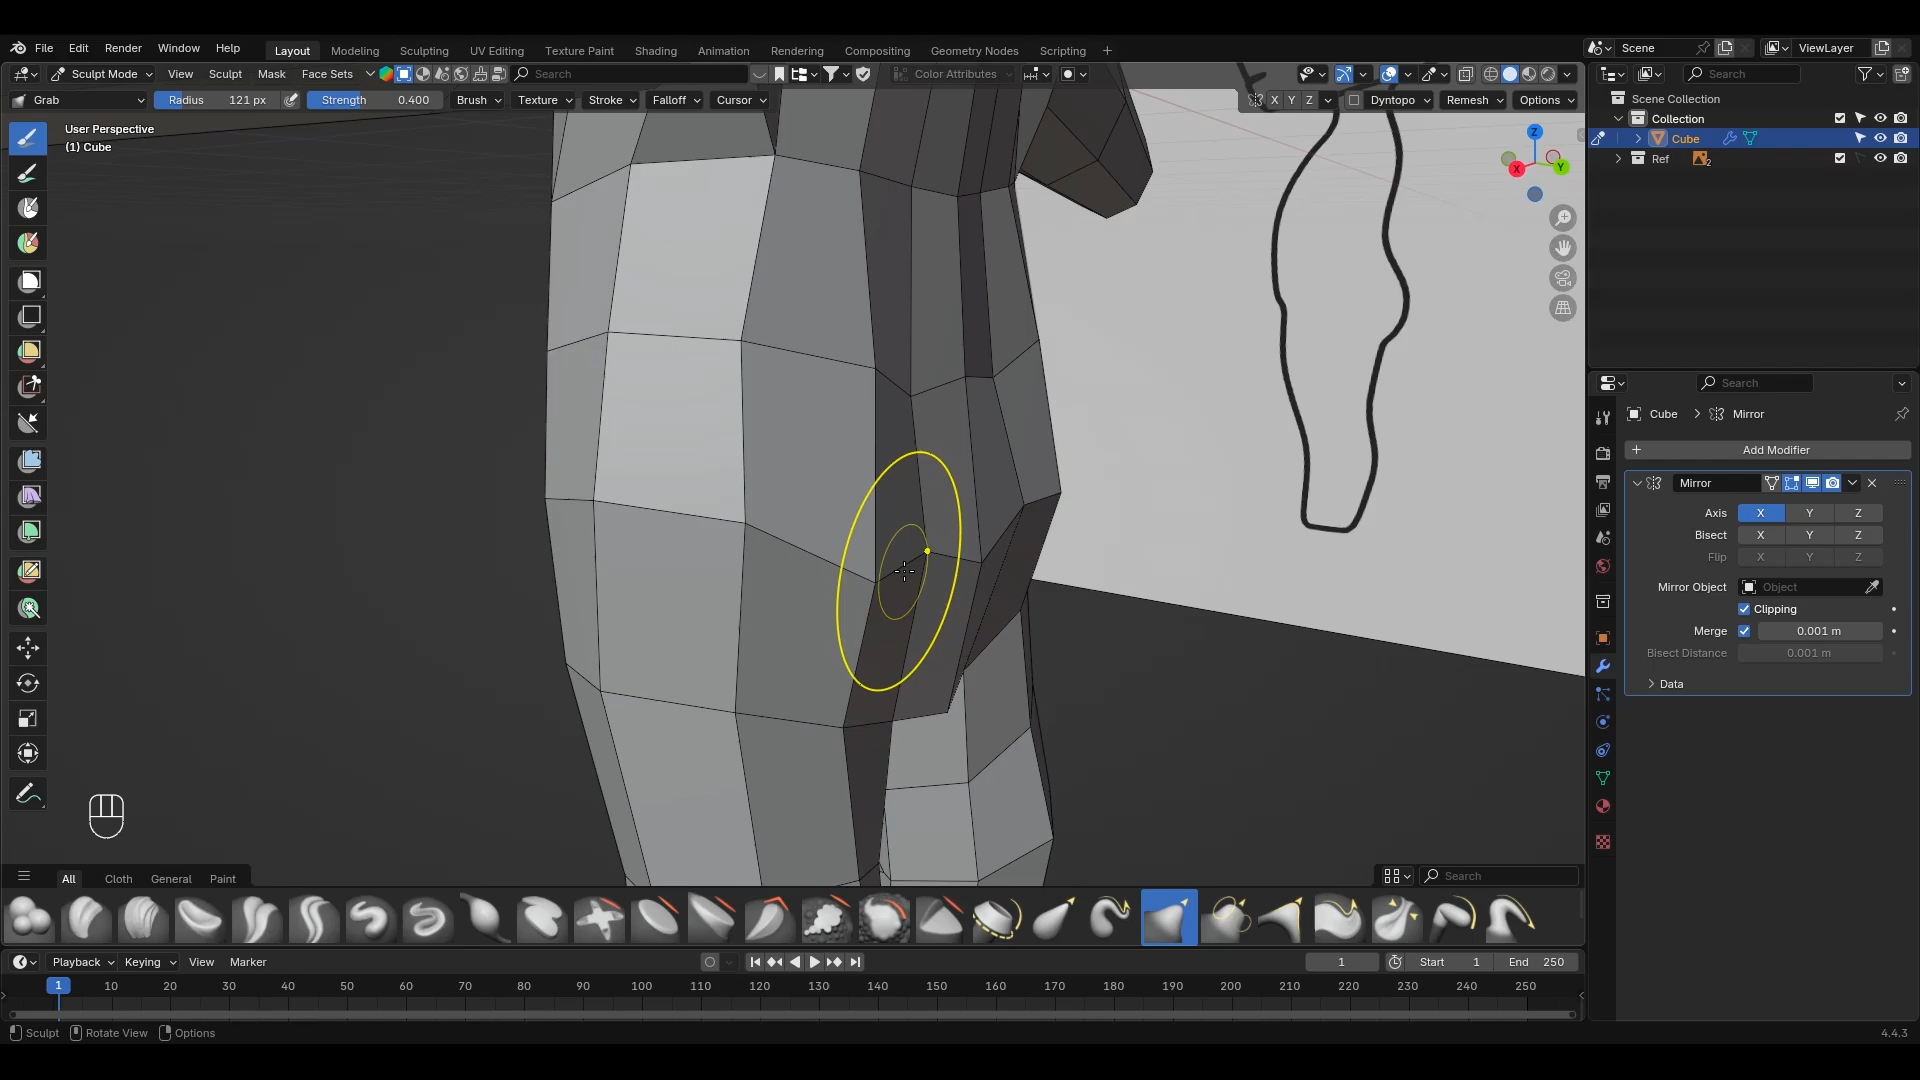 File Edit Render Window Help Layout Modeling Sculpting UV Editing Texture Paint Shading Animation Rendering Compositing Geometry Nodes Scripting + Scene ViewLayer
Sculpt Mode View Sculpt Mask Face Sets Search Color Attributes Search
Grab Radius 121 px Strength 0.400 Brush Texture Stroke Falloff Cursor X Y Z Dyntopo Remesh Options
Scene Collection
Collection
Cube
Ref 2
User Perspective
(1) Cube
Z
X
Y
Search
Cube > Mirror
+ Add Modifier
Mirror
Axis X Y Z
Bisect X Y Z
Flip X Y Z
Mirror Object Object
Clipping
Merge 0.001 m
Bisect Distance 0.001 m
Data
All Cloth General Paint Search
Playback Keying View Marker 1 Start 1 End 250
1 10 20 30 40 50 60 70 80 90 100 110 120 130 140 150 160 170 180 190 200 210 220 230 240 250
Sculpt Rotate View Options 4.4.3